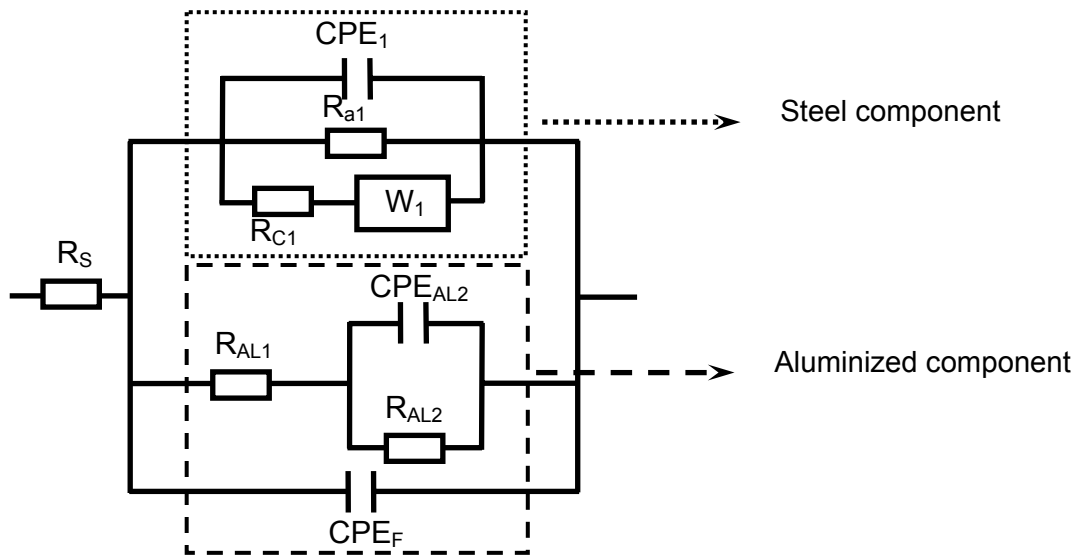 CPE1
Steel component
Ra1
W1
RC1
RS
CPEAL2
RAL1
Aluminized component
RAL2
CPEF